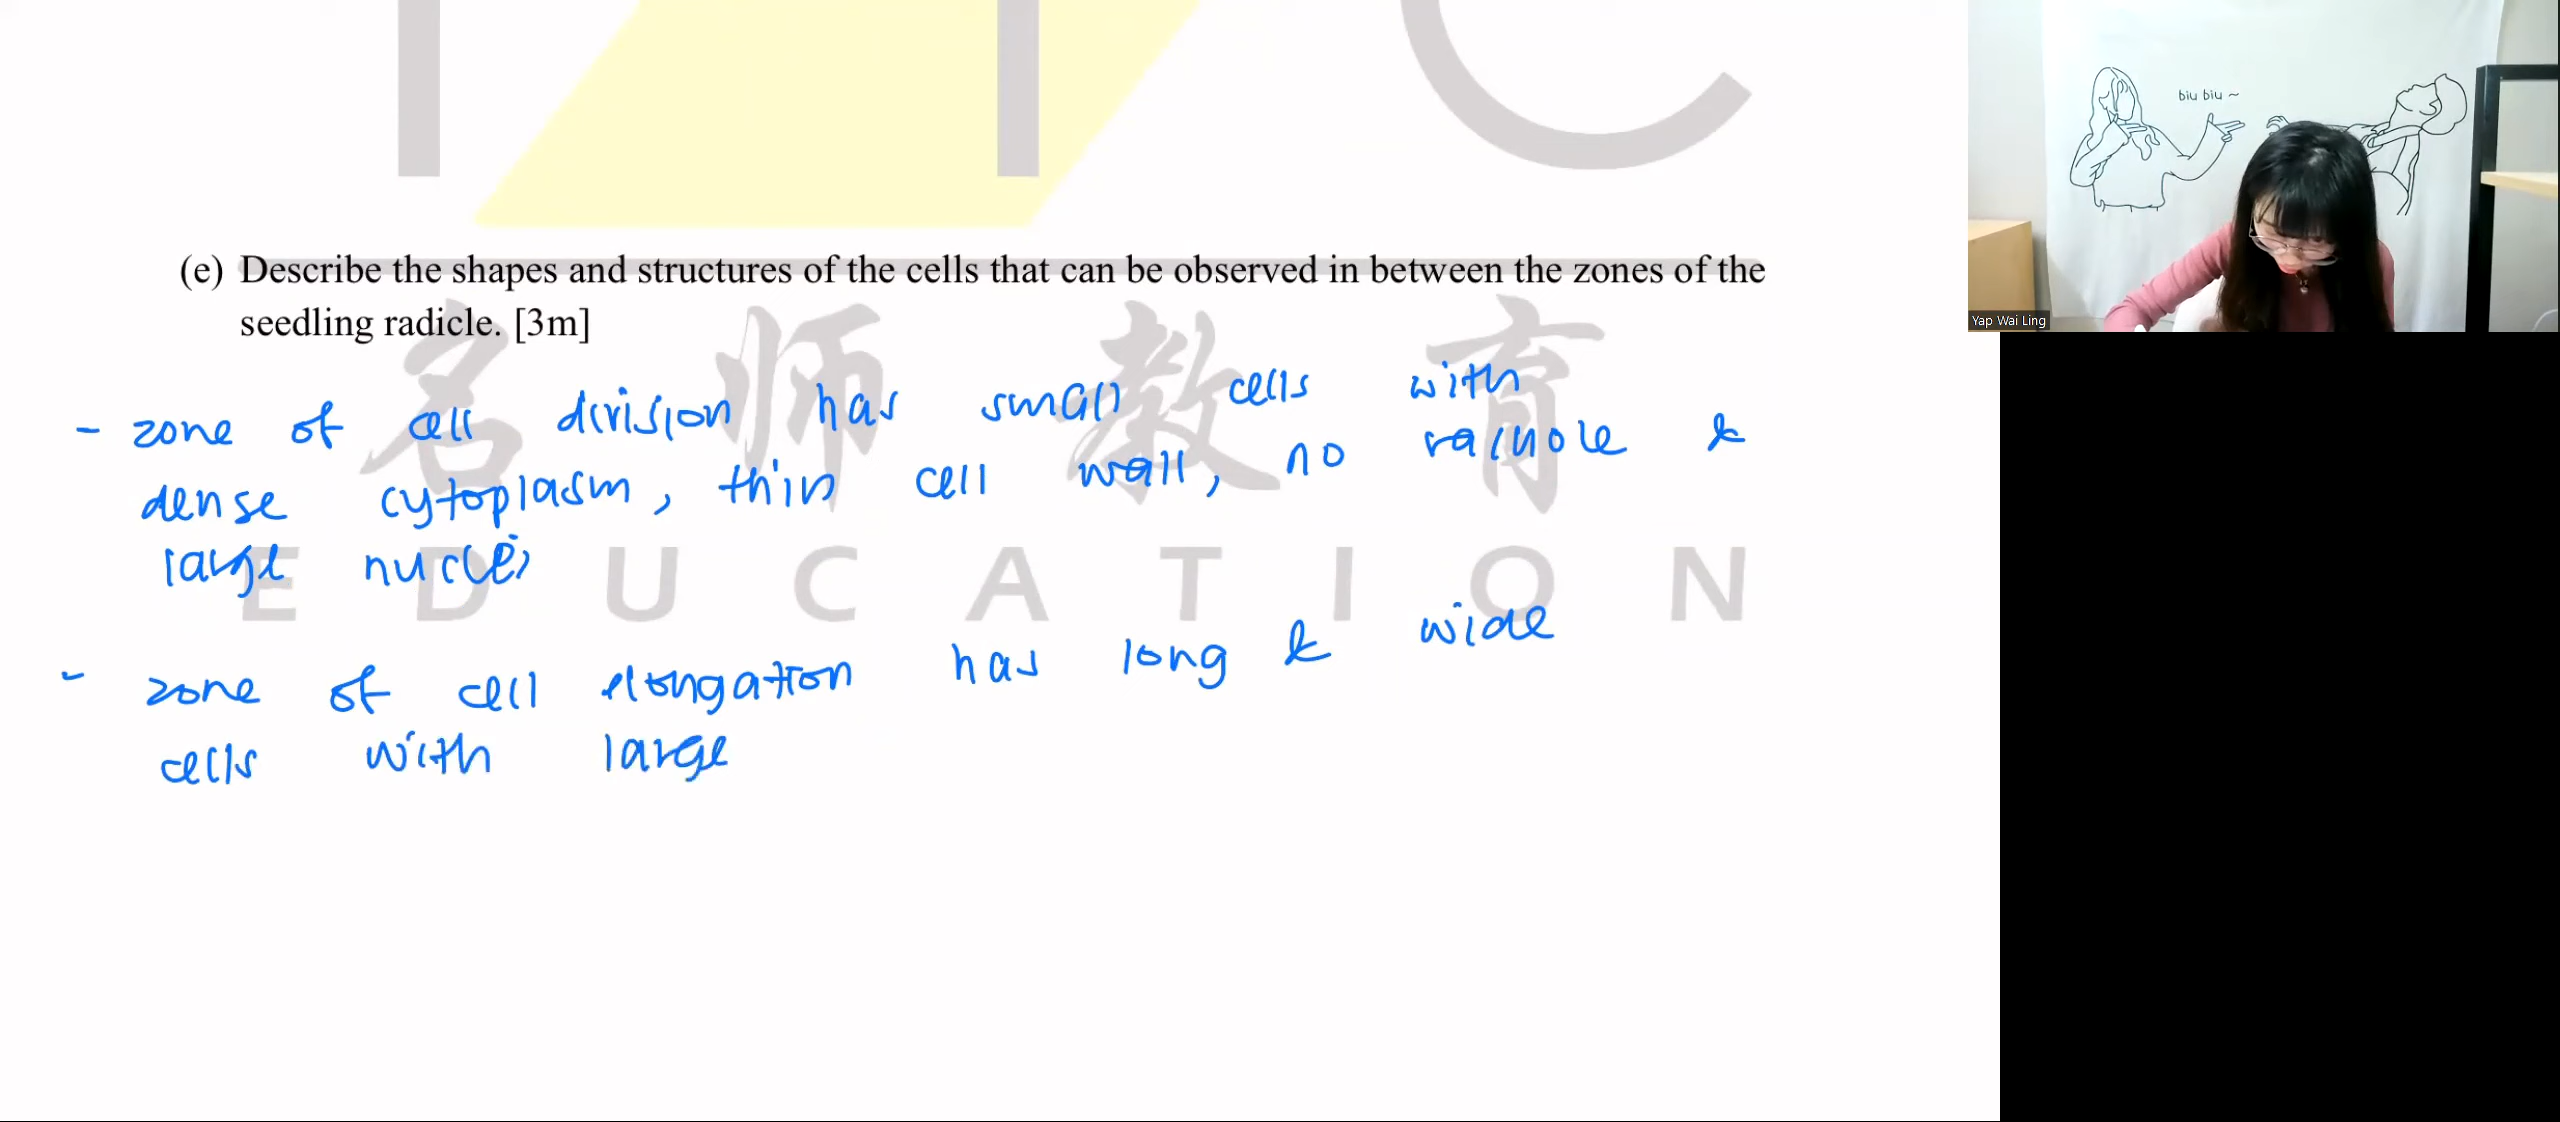 (e) Describe the shapes and structures of the cells that can be observed in between the zones of the
seedling radicle. [3m]
- zone of cell division has small cells with
dense cytoplasm, thin cell wall, no vacuole &
large nuclei
- zone of cell elongation has long & wide
cells with large
名师教育
EDUCATION
biu biu ~
Yap Wai Ling